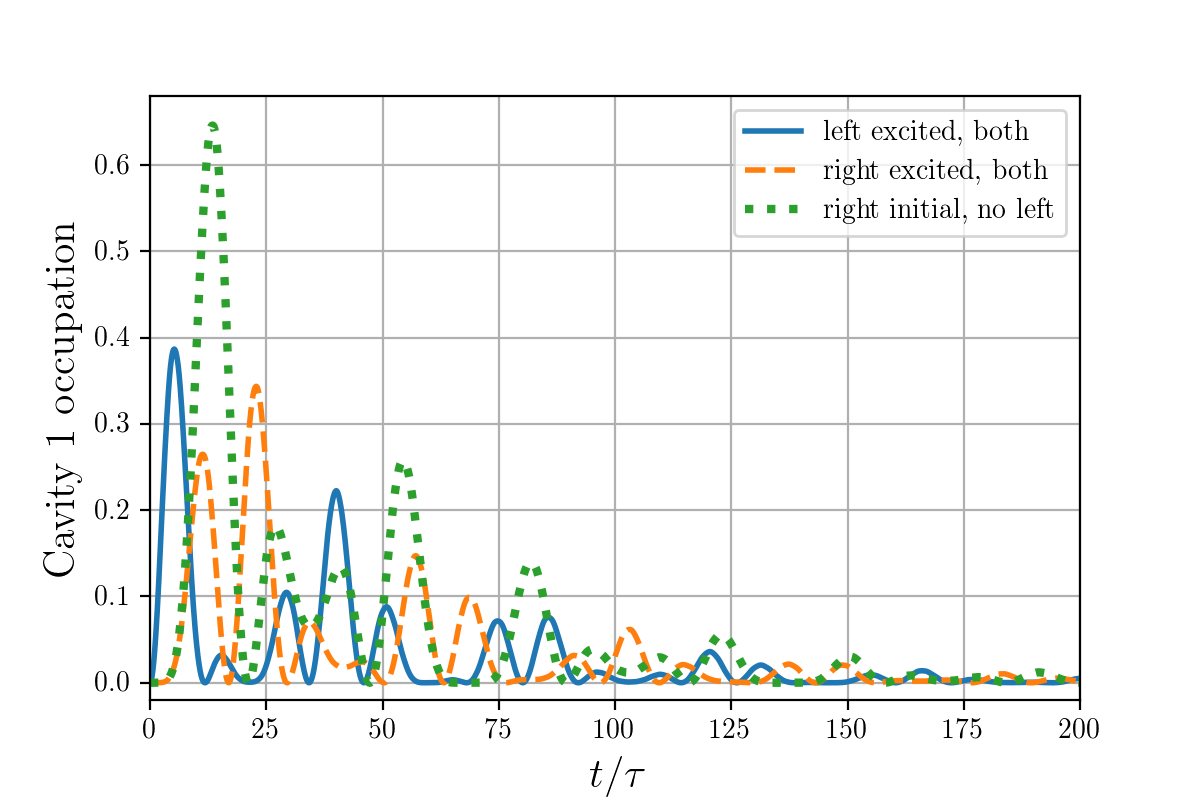 left excited, both
right excited, both
right initial, no left
0.6
0.5
0.4
0.3
0.2
0.1
0.0
Cavity 1 occupation
0 25 50 75 100 125 150 175 200
t/τ